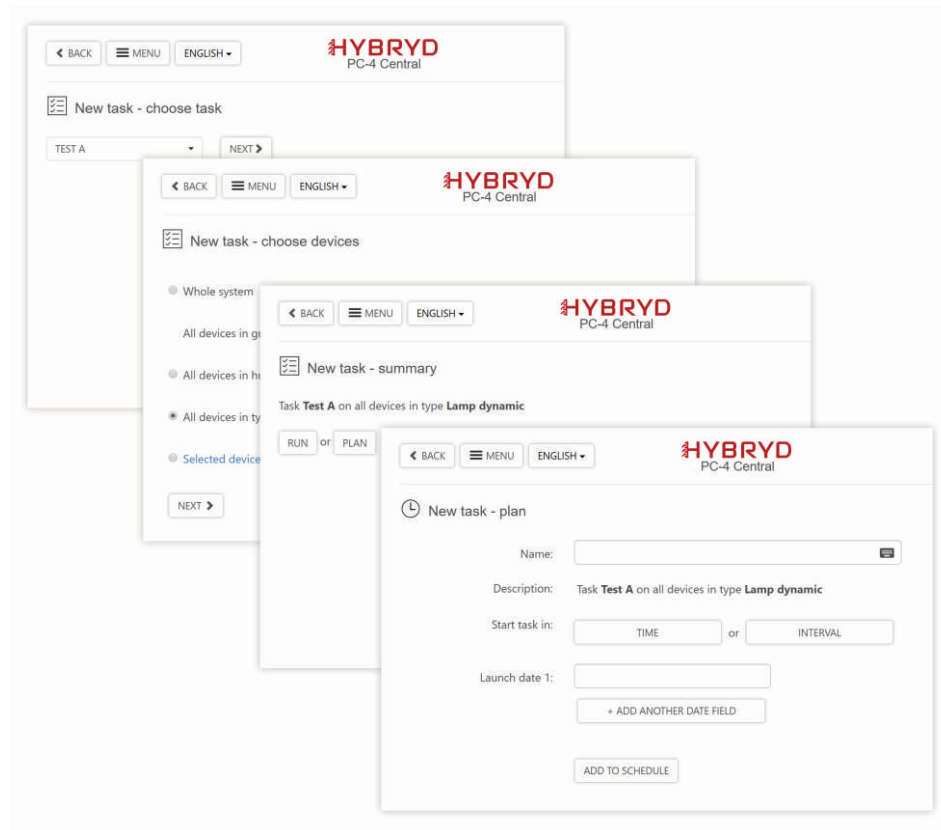 BACK MENU ENGLISH HYBRYD
PC-4 Central
New task - choose task
TEST A NEXT
BACK MENU ENGLISH HYBRYD
PC-4 Central
New task - choose devices
Whole system
All devices in
All devices in
All devices in
Selected device
NEXT
BACK MENU ENGLISH HYBRYD
PC-4 Central
New task - summary
Task Test A on all devices in type Lamp dynamic
RUN or PLAN
BACK MENU ENGLISH HYBRYD
PC-4 Central
New task - plan
Name:
Description: Task Test A on all devices in type Lamp dynamic
Start task in: TIME or INTERVAL
Launch date 1:
+ ADD ANOTHER DATE FIELD
ADD TO SCHEDULE